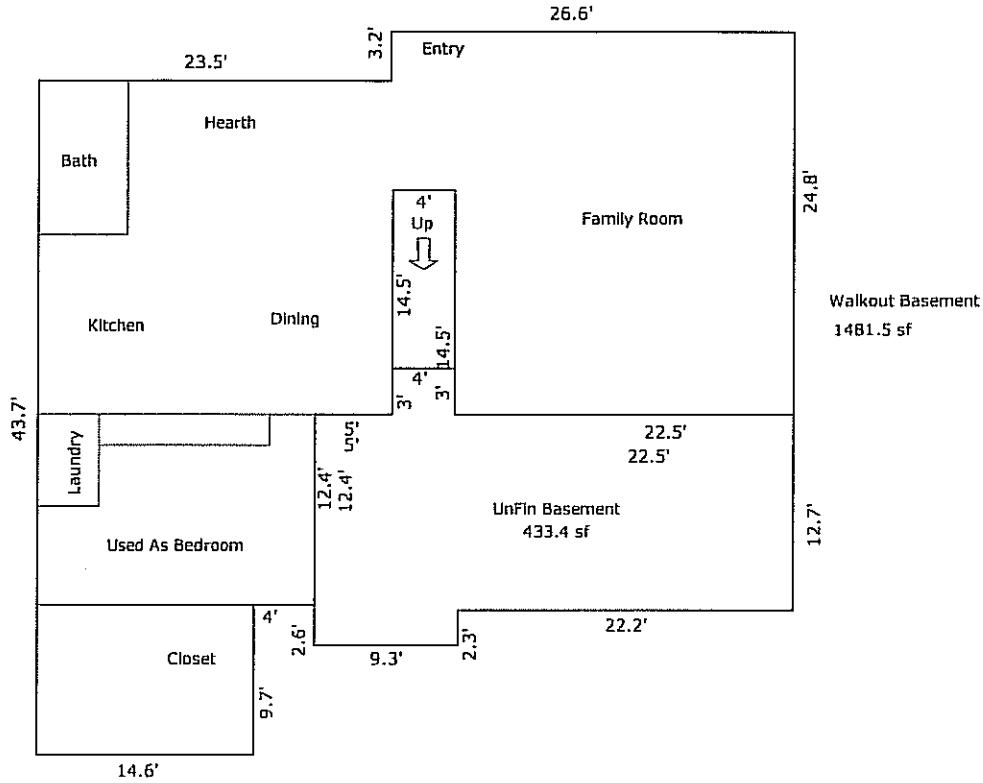 26.6'
3.2'
Entry
23.5'
Hearth
Bath
4'
Up
Family Room
24.8'
14.5'
Walkout Basement
1481.5 sf
Kitchen
Dining
14.5'
4'
3'
3'
43.7'
Laundry
22.5'
22.5'
12.4'
12.4'
UnFin Basement
433.4 sf
12.7'
Used As Bedroom
4'
2.6'
22.2'
9.3'
2.3'
Closet
9.7'
14.6'